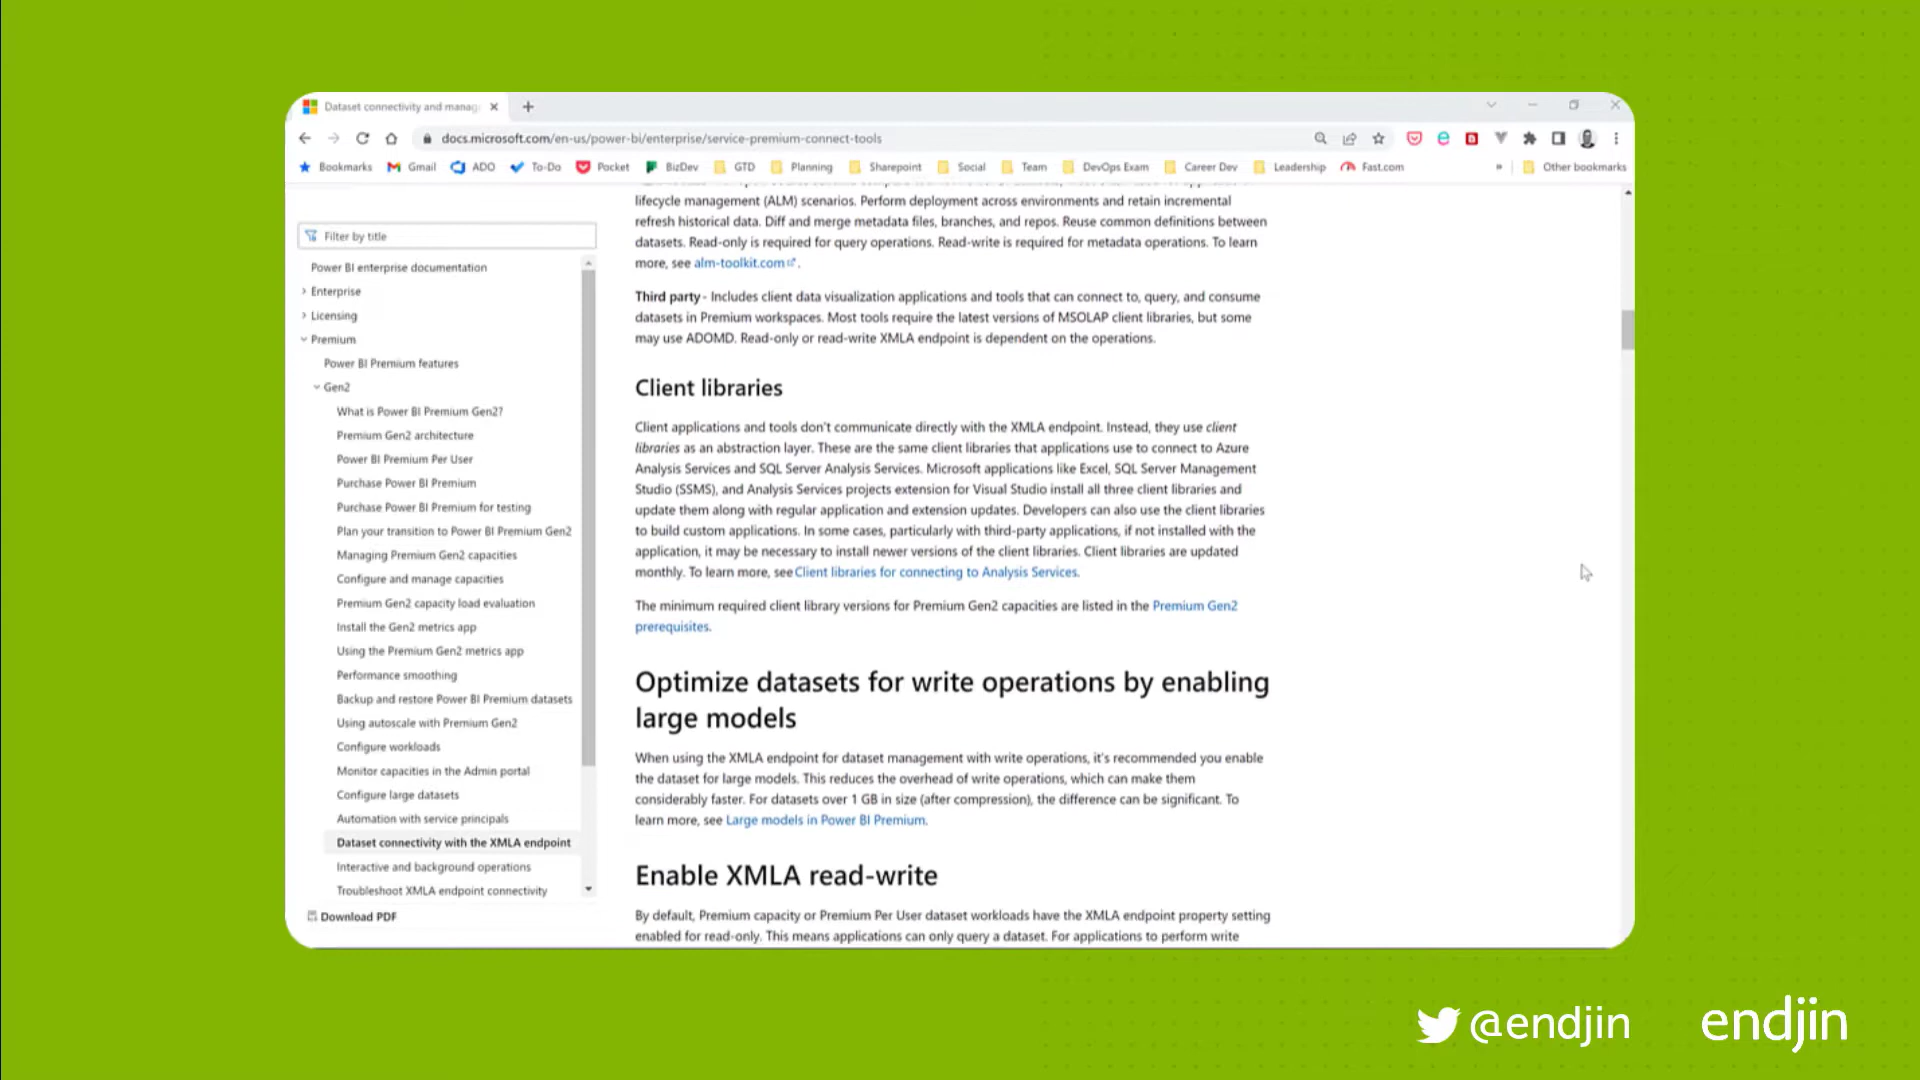 Dataset connectivity and manag
docs.microsoft.com/en-us/power-bi/enterprise/service-premium-connect-tools
Bookmarks Gmail ADO To-Do Pocket BizDev GTD Planning Sharepoint Social Team DevOps Exam Career Dev Leadership Fast.com » Other bookmarks
Filter by title
Power BI enterprise documentation
Enterprise
Licensing
Premium
Power BI Premium features
Gen2
What is Power BI Premium Gen2?
Premium Gen2 architecture
Power BI Premium Per User
Purchase Power BI Premium
Purchase Power BI Premium for testing
Plan your transition to Power BI Premium Gen2
Managing Premium Gen2 capacities
Configure and manage capacities
Premium Gen2 capacity load evaluation
Install the Gen2 metrics app
Using the Premium Gen2 metrics app
Performance smoothing
Backup and restore Power BI Premium datasets
Using autoscale with Premium Gen2
Configure workloads
Monitor capacities in the Admin portal
Configure large datasets
Automation with service principals
Dataset connectivity with the XMLA endpoint
Interactive and background operations
Troubleshoot XMLA endpoint connectivity
Download PDF
lifecycle management (ALM) scenarios. Perform deployment across environments and retain incremental
refresh historical data. Diff and merge metadata files, branches, and repos. Reuse common definitions between
datasets. Read-only is required for query operations. Read-write is required for metadata operations. To learn
more, see alm-toolkit.com.
Third party - Includes client data visualization applications and tools that can connect to, query, and consume
datasets in Premium workspaces. Most tools require the latest versions of MSOLAP client libraries, but some
may use ADOMD. Read-only or read-write XMLA endpoint is dependent on the operations.
Client libraries
Client applications and tools don't communicate directly with the XMLA endpoint. Instead, they use client
libraries as an abstraction layer. These are the same client libraries that applications use to connect to Azure
Analysis Services and SQL Server Analysis Services. Microsoft applications like Excel, SQL Server Management
Studio (SSMS), and Analysis Services projects extension for Visual Studio install all three client libraries and
update them along with regular application and extension updates. Developers can also use the client libraries
to build custom applications. In some cases, particularly with third-party applications, if not installed with the
application, it may be necessary to install newer versions of the client libraries. Client libraries are updated
monthly. To learn more, see Client libraries for connecting to Analysis Services.
The minimum required client library versions for Premium Gen2 capacities are listed in the Premium Gen2
prerequisites.
Optimize datasets for write operations by enabling
large models
When using the XMLA endpoint for dataset management with write operations, it's recommended you enable
the dataset for large models. This reduces the overhead of write operations, which can make them
considerably faster. For datasets over 1 GB in size (after compression), the difference can be significant. To
learn more, see Large models in Power BI Premium.
Enable XMLA read-write
By default, Premium capacity or Premium Per User dataset workloads have the XMLA endpoint property setting
enabled for read-only. This means applications can only query a dataset. For applications to perform write
@endjin endjin